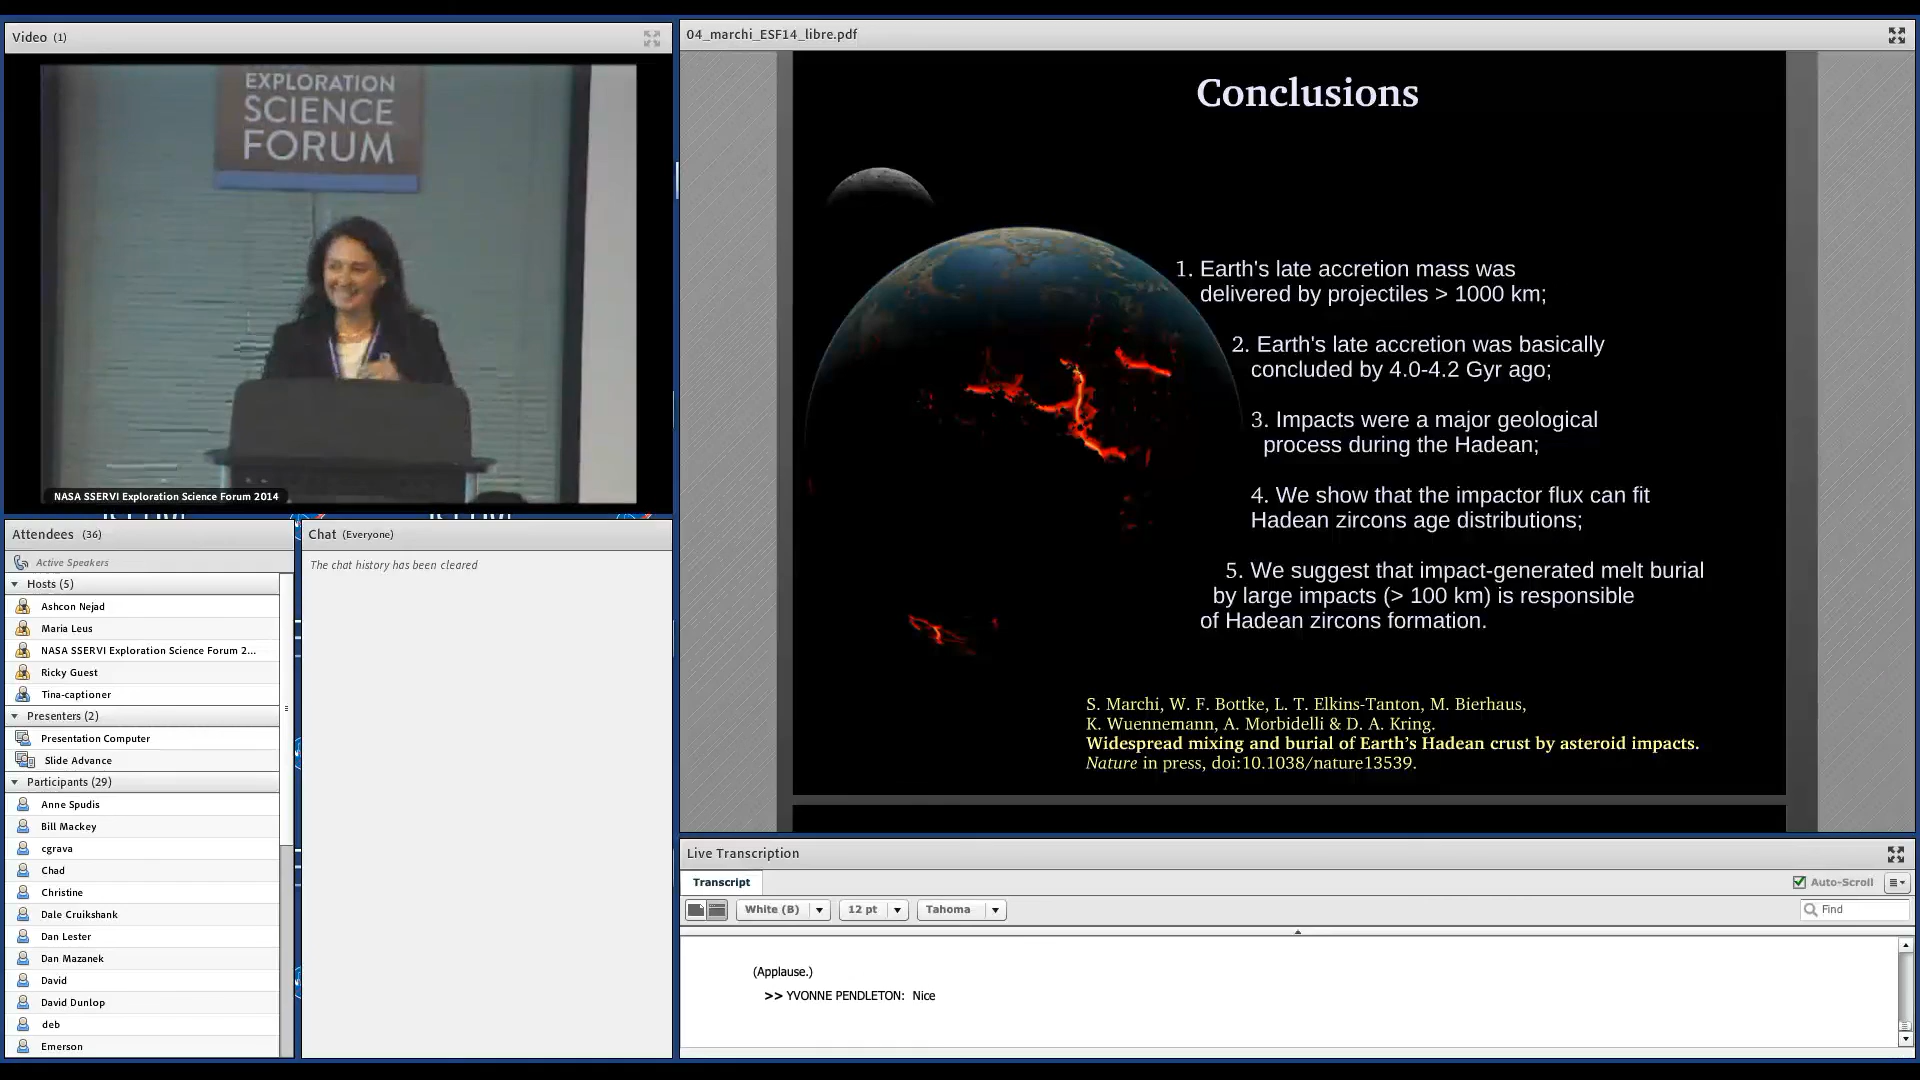 Video (1)
EXPLORATION
SCIENCE
FORUM
NASA SSERVI Exploration Science Forum 2014
Attendees (36)
Active Speakers
Hosts (5)
Ashcon Nejad
Maria Leus
NASA SSERVI Exploration Science Forum 2...
Ricky Guest
Tina-captioner
Presenters (2)
Presentation Computer
Slide Advance
Participants (29)
Anne Spudis
Bill Mackey
cgrava
Chad
Christine
Dale Cruikshank
Dan Lester
Dan Mazanek
David
David Dunlop
deb
Emerson
Chat (Everyone)
The chat history has been cleared
04_marchi_ESF14_libre.pdf
Conclusions
1. Earth's late accretion mass was
delivered by projectiles > 1000 km;
2. Earth's late accretion was basically
concluded by 4.0-4.2 Gyr ago;
3. Impacts were a major geological
process during the Hadean;
4. We show that the impactor flux can fit
Hadean zircons age distributions;
5. We suggest that impact-generated melt burial
by large impacts (> 100 km) is responsible
of Hadean zircons formation.
S. Marchi, W. F. Bottke, L. T. Elkins-Tanton, M. Bierhaus,
K. Wuennemann, A. Morbidelli & D. A. Kring.
Widespread mixing and burial of Earth's Hadean crust by asteroid impacts.
Nature in press, doi:10.1038/nature13539.
Live Transcription
Transcript
Auto-Scroll
White (B)
12 pt
Tahoma
Find
(Applause.)
>> YVONNE PENDLETON: Nice